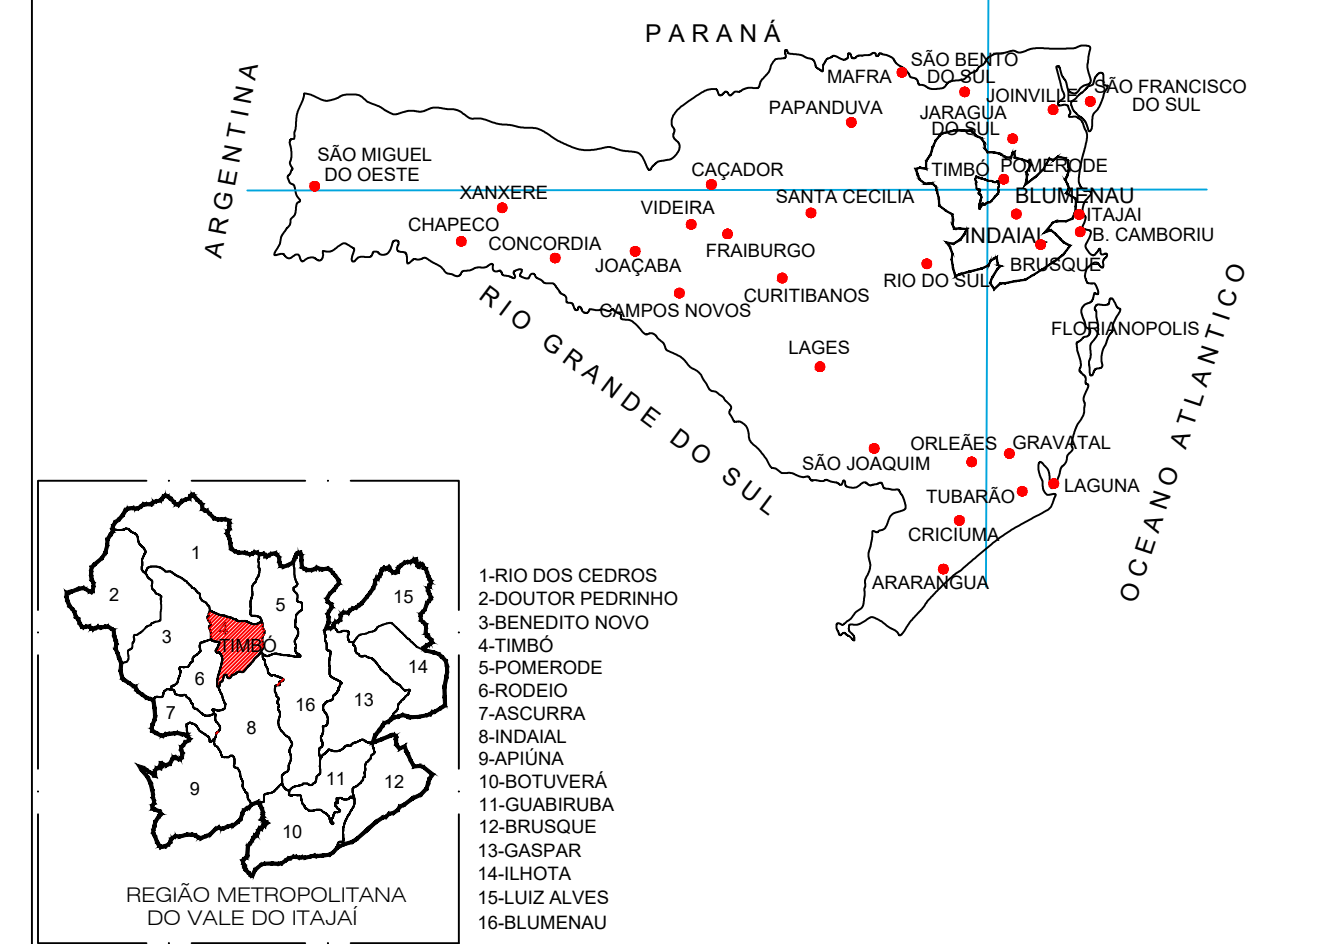 PARANÁ
ARGENTINA
SÃO BENTO
DO SUL
MAFRA
JOINVILLE
SÃO FRANCISCO
DO SUL
PAPANDUVA
JARAGUA
DO SUL
SÃO MIGUEL
DO OESTE
CAÇADOR
TIMBÓ
POMERODE
XANXERE
VIDEIRA
SANTA CECILIA
BLUMENAU
ITAJAI
CHAPECO
CONCORDIA
FRAIBURGO
INDAIAL
B. CAMBORIU
JOAÇABA
BRUSQUE
RIO DO SUL
CURITIBANOS
CAMPOS NOVOS
FLORIANOPOLIS
RIO GRANDE DO SUL
OCEANO ATLANTICO
LAGES
ORLEÃES
GRAVATAL
SÃO JOAQUIM
TUBARÃO
LAGUNA
CRICIUMA
ARARANGUA
1
2
3
4
TIMBÓ
5
15
14
6
7
8
16
13
9
11
12
10
REGIÃO METROPOLITANA
DO VALE DO ITAJAÍ
1-RIO DOS CEDROS
2-DOUTOR PEDRINHO
3-BENEDITO NOVO
4-TIMBÓ
5-POMERODE
6-RODEIO
7-ASCURRA
8-INDAIAL
9-APIÚNA
10-BOTUVERÁ
11-GUABIRUBA
12-BRUSQUE
13-GASPAR
14-ILHOTA
15-LUIZ ALVES
16-BLUMENAU